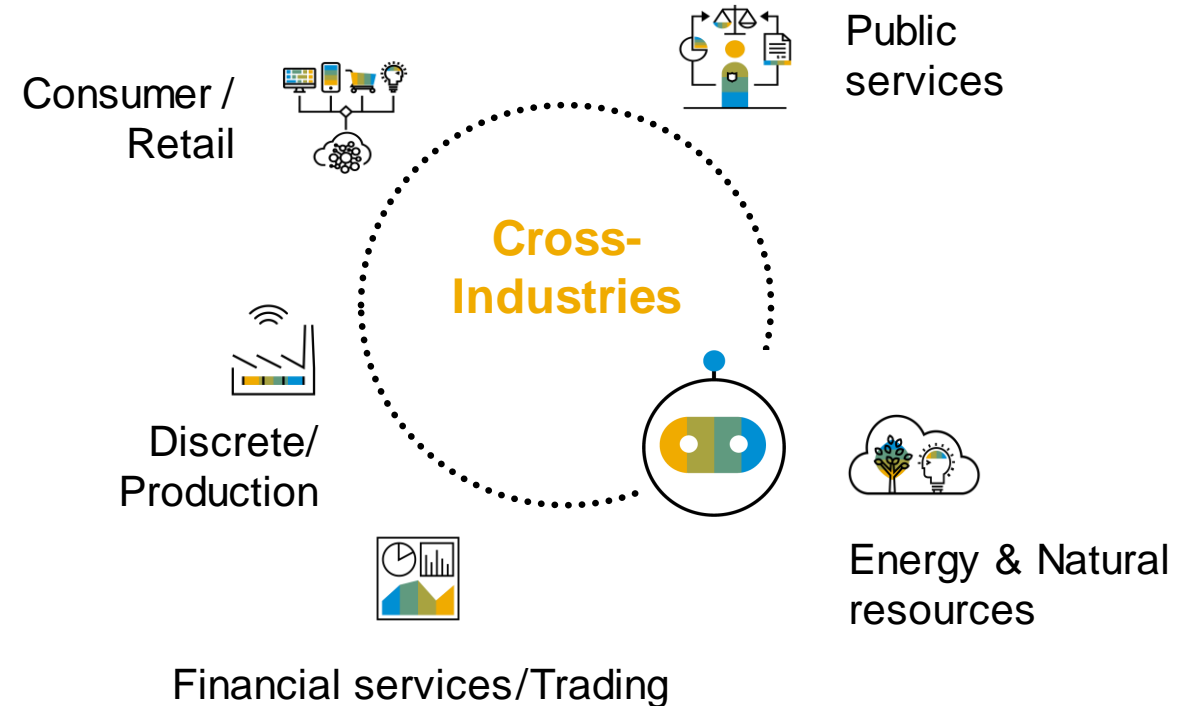 Public
services
Consumer /
Retail
Cross-
Industries
Discrete/
Production
Energy & Natural
resources
Financial services/Trading